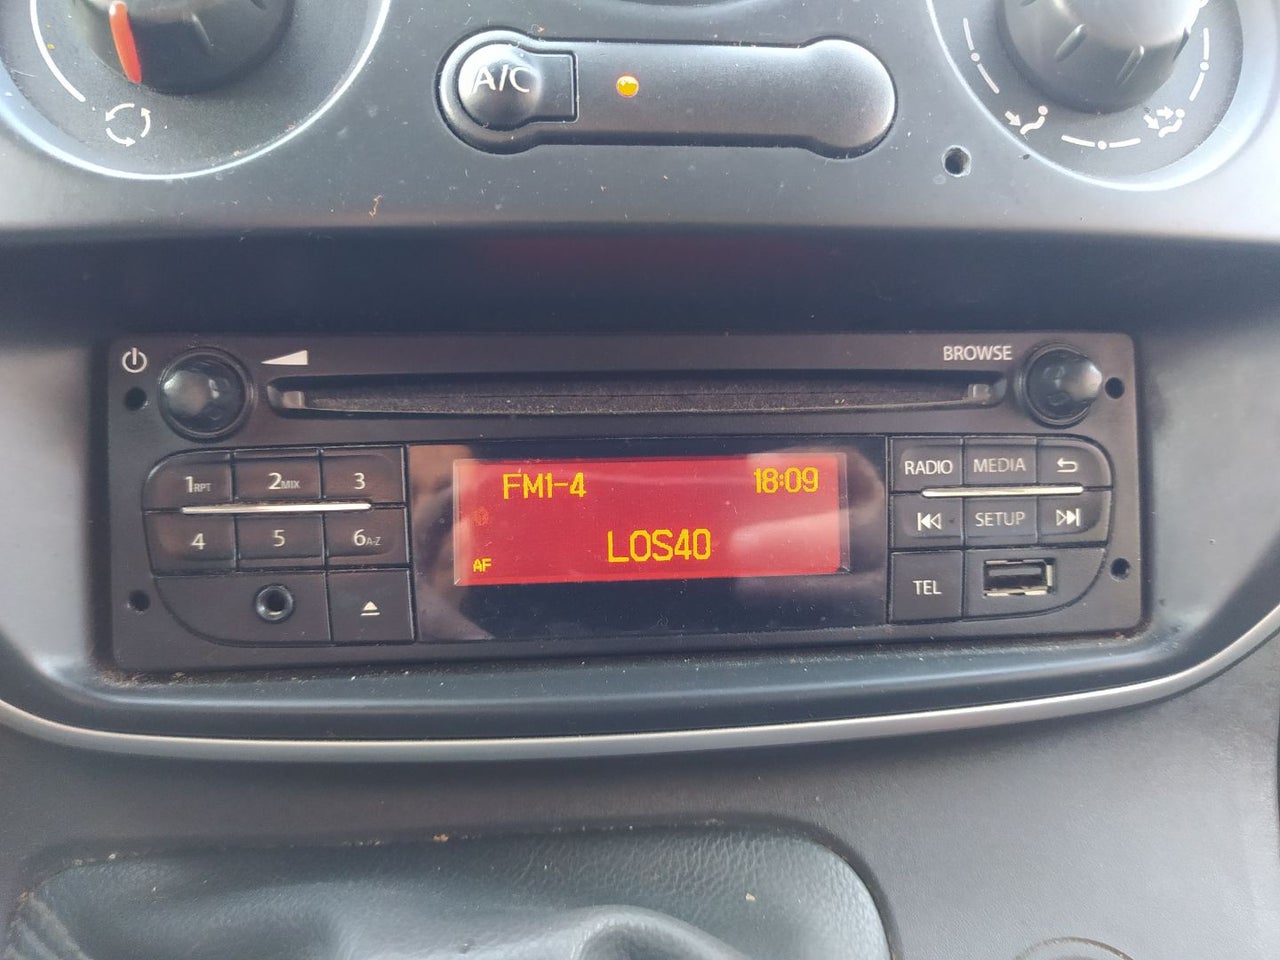 A/C
BROWSE
1RPT 2MIX 3
4 5 6A-Z
FM1-4 18:09
LOS40
AF
RADIO MEDIA
SETUP
TEL